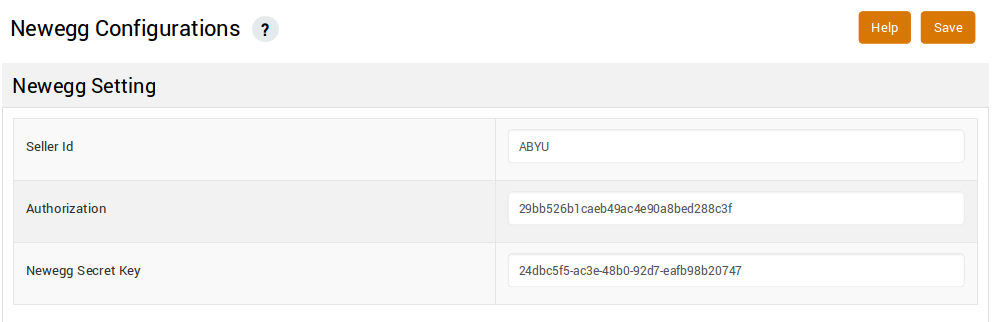 Newegg Configurations ?
Help Save
Newegg Setting
Seller Id ABYU
Authorization 29bb526b1caeb49ac4e90a8bed288c3f
Newegg Secret Key 24dbc5f5-ac3e-48b0-92d7-eafb98b20747